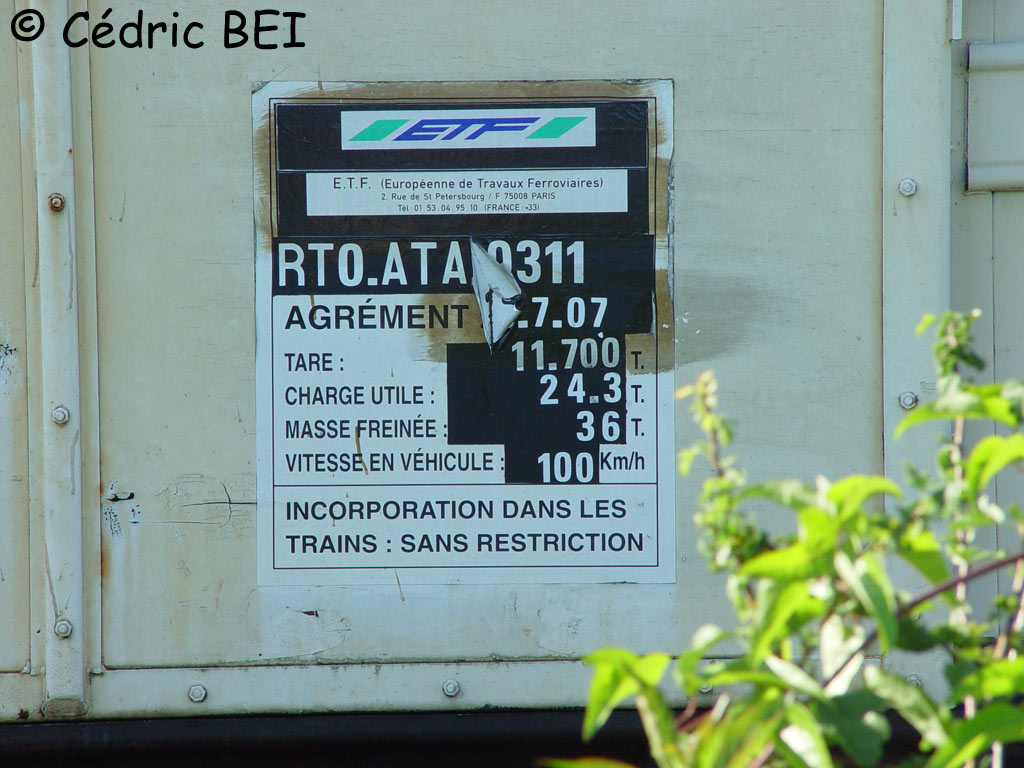 © Cédric BEI
ETF
E.T.F. (Européenne de Travaux Ferroviaires)
2. Rue de St Petersbourg / F 75008 PARIS
Tél : 01 53 04 95 10 (FRANCE : +33)
RTO.ATA 0311
AGRÉMENT .7.07
TARE : 11.700 T.
CHARGE UTILE : 24.3 T.
MASSE FREINÉE : 36 T.
VITESSE EN VÉHICULE : 100 Km/h
INCORPORATION DANS LES
TRAINS : SANS RESTRICTION